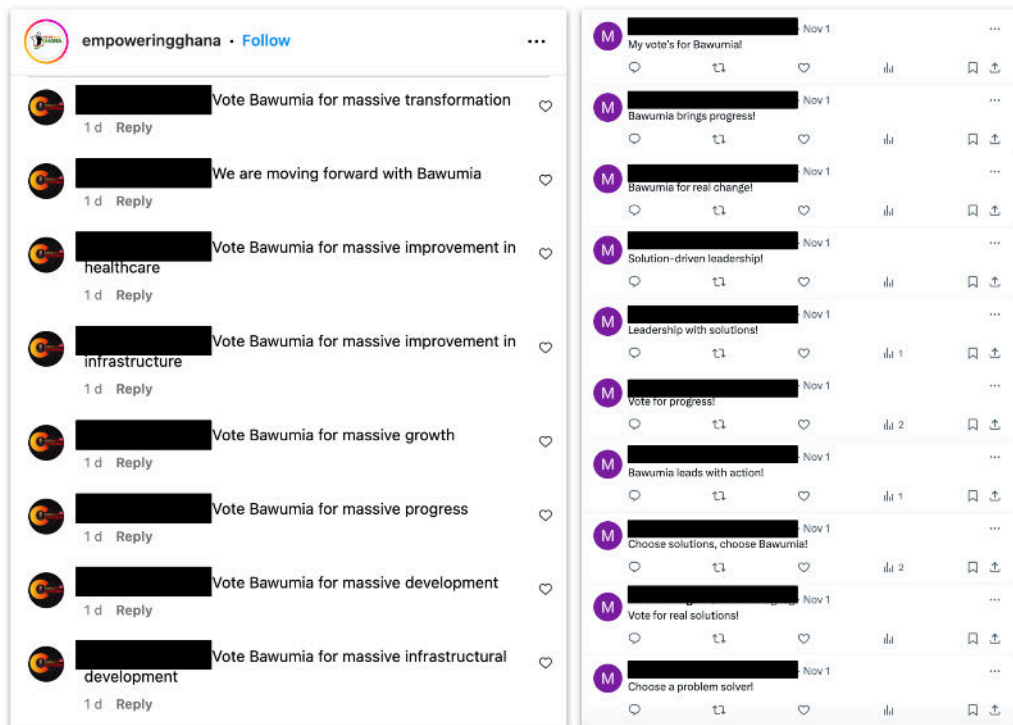 empoweringghana • Follow
Vote Bawumia for massive transformation
1 d Reply
We are moving forward with Bawumia
1 d Reply
Vote Bawumia for massive improvement in
healthcare
1 d Reply
Vote Bawumia for massive improvement in
infrastructure
1 d Reply
Vote Bawumia for massive growth
1 d Reply
Vote Bawumia for massive progress
1 d Reply
Vote Bawumia for massive development
1 d Reply
Vote Bawumia for massive infrastructural
development
1 d Reply
M
Nov 1
My vote's for Bawumia!
M
Nov 1
Bawumia brings progress!
M
Nov 1
Bawumia for real change!
M
Nov 1
Solution-driven leadership!
M
Nov 1
Leadership with solutions!
1
M
Nov 1
Vote for progress!
2
M
Nov 1
Bawumia leads with action!
1
M
Nov 1
Choose solutions, choose Bawumia!
2
M
Nov 1
Vote for real solutions!
M
Nov 1
Choose a problem solver!